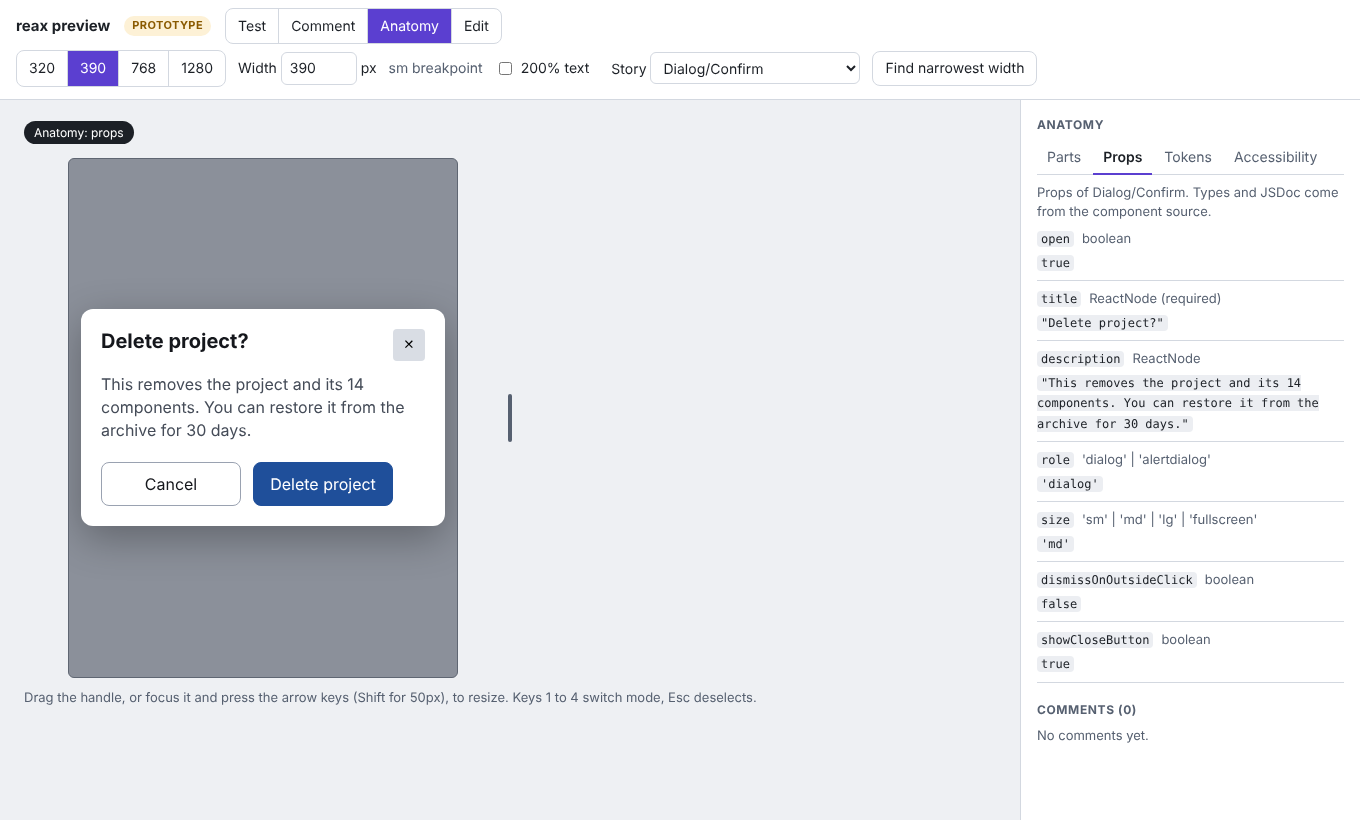 reax preview
PROTOTYPE
Test
Comment
Anatomy
Edit
320
390
768
1280
Width
390
px
sm breakpoint
200% text
Story
Dialog/Confirm
Find narrowest width
Anatomy: props
Delete project?
×
This removes the project and its 14
components. You can restore it from the
archive for 30 days.
Cancel
Delete project
Drag the handle, or focus it and press the arrow keys (Shift for 50px), to resize. Keys 1 to 4 switch mode, Esc deselects.
ANATOMY
Parts
Props
Tokens
Accessibility
Props of Dialog/Confirm. Types and JSDoc come
from the component source.
open boolean
true
title ReactNode (required)
"Delete project?"
description ReactNode
"This removes the project and its 14
components. You can restore it from the
archive for 30 days."
role 'dialog' | 'alertdialog'
'dialog'
size 'sm' | 'md' | 'lg' | 'fullscreen'
'md'
dismissOnOutsideClick boolean
false
showCloseButton boolean
true
COMMENTS (0)
No comments yet.